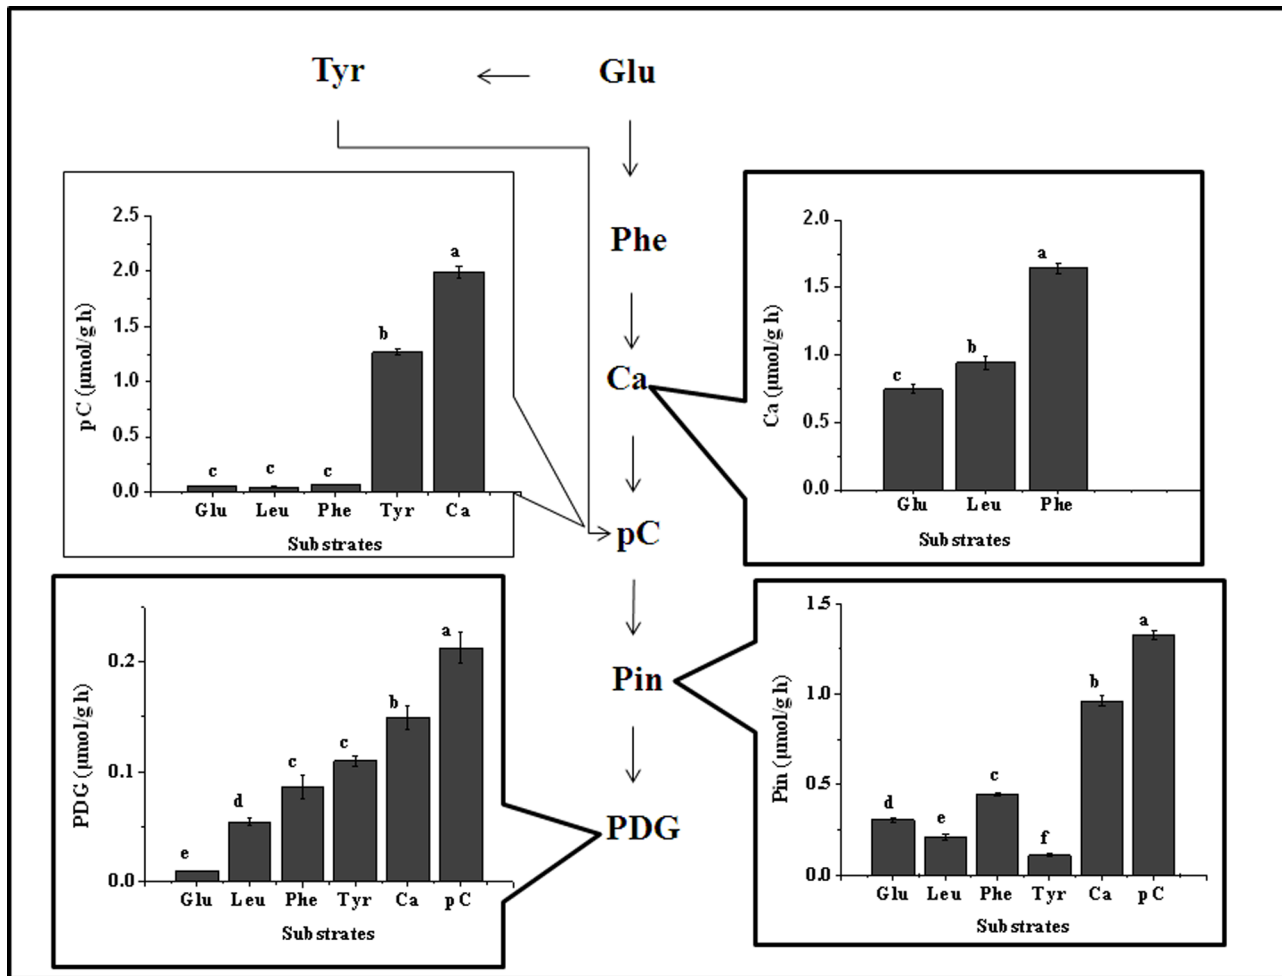 Tyr
Glu
Phe
Ca
pC
Pin
PDG
pC (µmol/g h)
2.5
2.0
1.5
1.0
0.5
0.0
c
c
c
b
a
Glu Leu Phe Tyr Ca
Substrates
Ca (µmol/g h)
2.0
1.5
1.0
0.5
0.0
c
b
a
Glu Leu Phe
Substrates
PDG (µmol/g h)
0.2
0.1
0.0
e
d
c
c
b
a
Glu Leu Phe Tyr Ca pC
Substrates
Pin (µmol/g h)
1.5
1.0
0.5
0.0
d
e
c
f
b
a
Glu Leu Phe Tyr Ca pC
Substrates